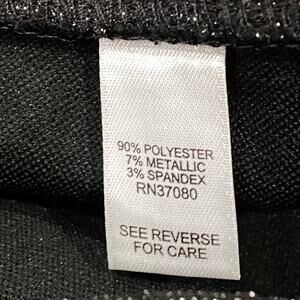 90% POLYESTER
7% METALLIC
3% SPANDEX
RN37080
SEE REVERSE
FOR CARE